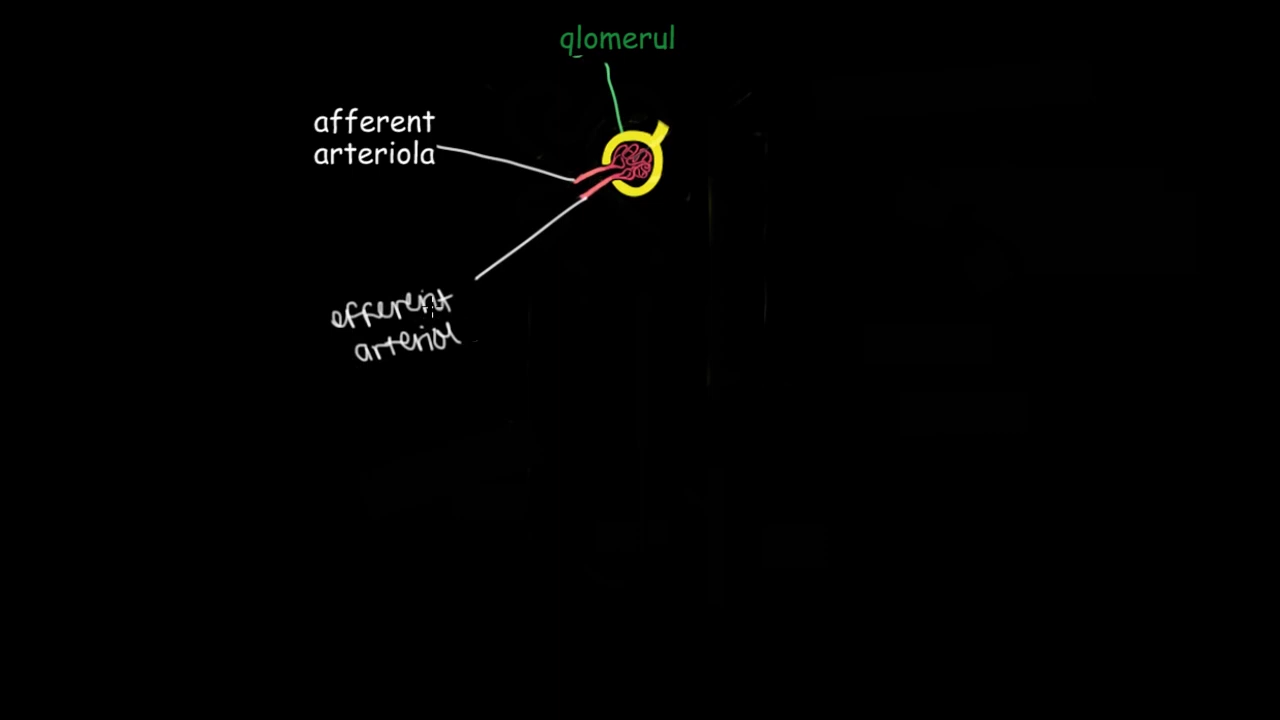 glomerul
afferent
arteriola
efferent
arteriol